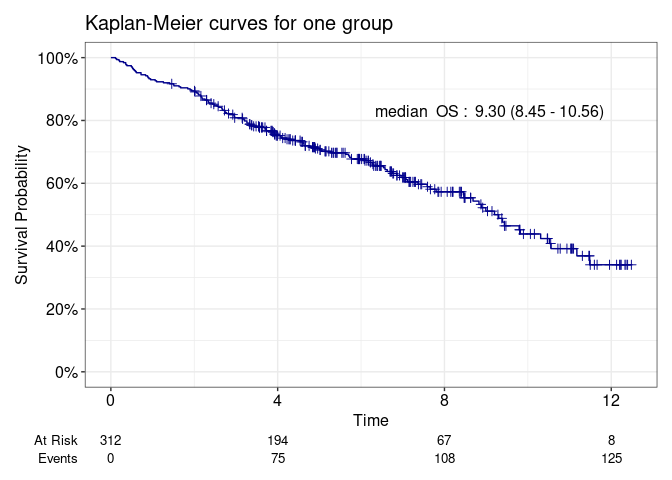 Kaplan-Meier curves for one group
100%
80%
60%
40%
20%
0%
Survival Probability
median OS : 9.30 (8.45 - 10.56)
0 4 8 12
Time
At Risk 312 194 67 8
Events 0 75 108 125